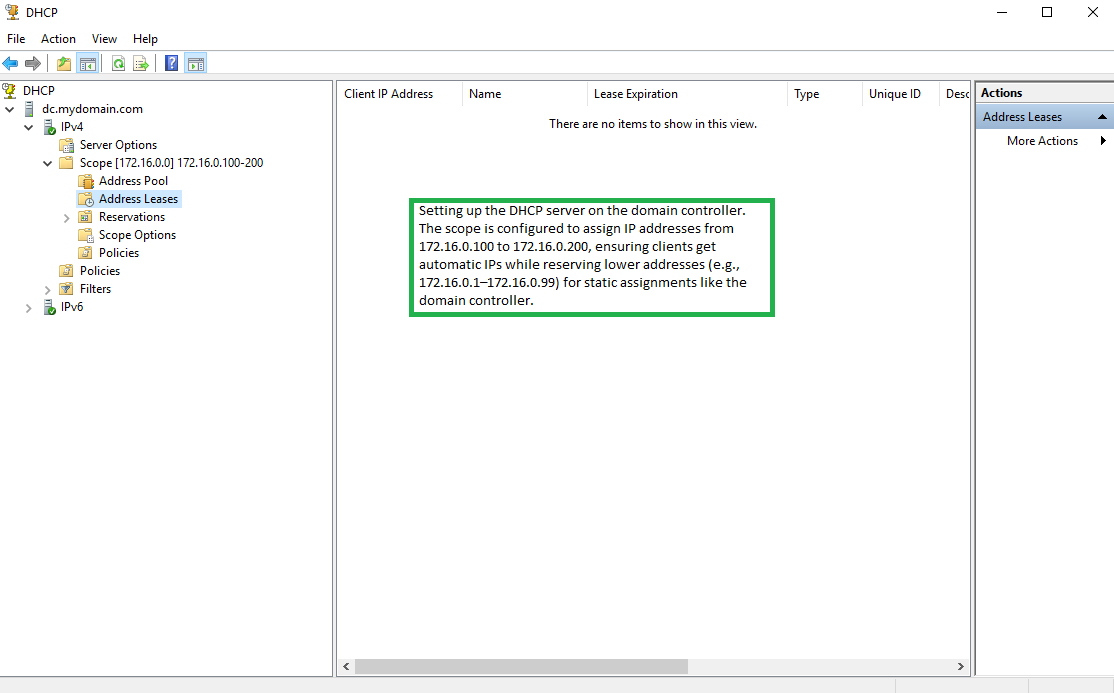 DHCP
File Action View Help
DHCP
dc.mydomain.com
IPv4
Server Options
Scope [172.16.0.0] 172.16.0.100-200
Address Pool
Address Leases
Reservations
Scope Options
Policies
Policies
Filters
IPv6
Client IP Address Name Lease Expiration Type Unique ID Desc
There are no items to show in this view.
Setting up the DHCP server on the domain controller.
The scope is configured to assign IP addresses from
172.16.0.100 to 172.16.0.200, ensuring clients get
automatic IPs while reserving lower addresses (e.g.,
172.16.0.1–172.16.0.99) for static assignments like the
domain controller.
Actions
Address Leases
More Actions